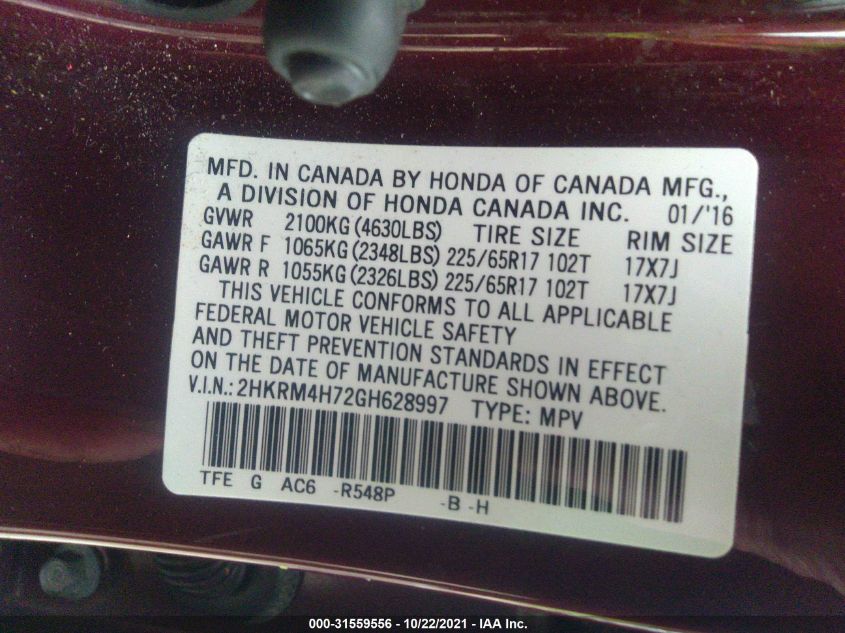 MFD. IN CANADA BY HONDA OF CANADA MFG.,
A DIVISION OF HONDA CANADA INC. 01/'16
GVWR 2100KG (4630LBS) TIRE SIZE RIM SIZE
GAWR F 1065KG (2348LBS) 225/65R17 102T 17X7J
GAWR R 1055KG (2326LBS) 225/65R17 102T 17X7J
THIS VEHICLE CONFORMS TO ALL APPLICABLE
FEDERAL MOTOR VEHICLE SAFETY
AND THEFT PREVENTION STANDARDS IN EFFECT
ON THE DATE OF MANUFACTURE SHOWN ABOVE.
V.I.N.: 2HKRM4H72GH628997 TYPE: MPV
TFE G AC6 -R548P -B -H
000-31559556 - 10/22/2021 - IAA Inc.